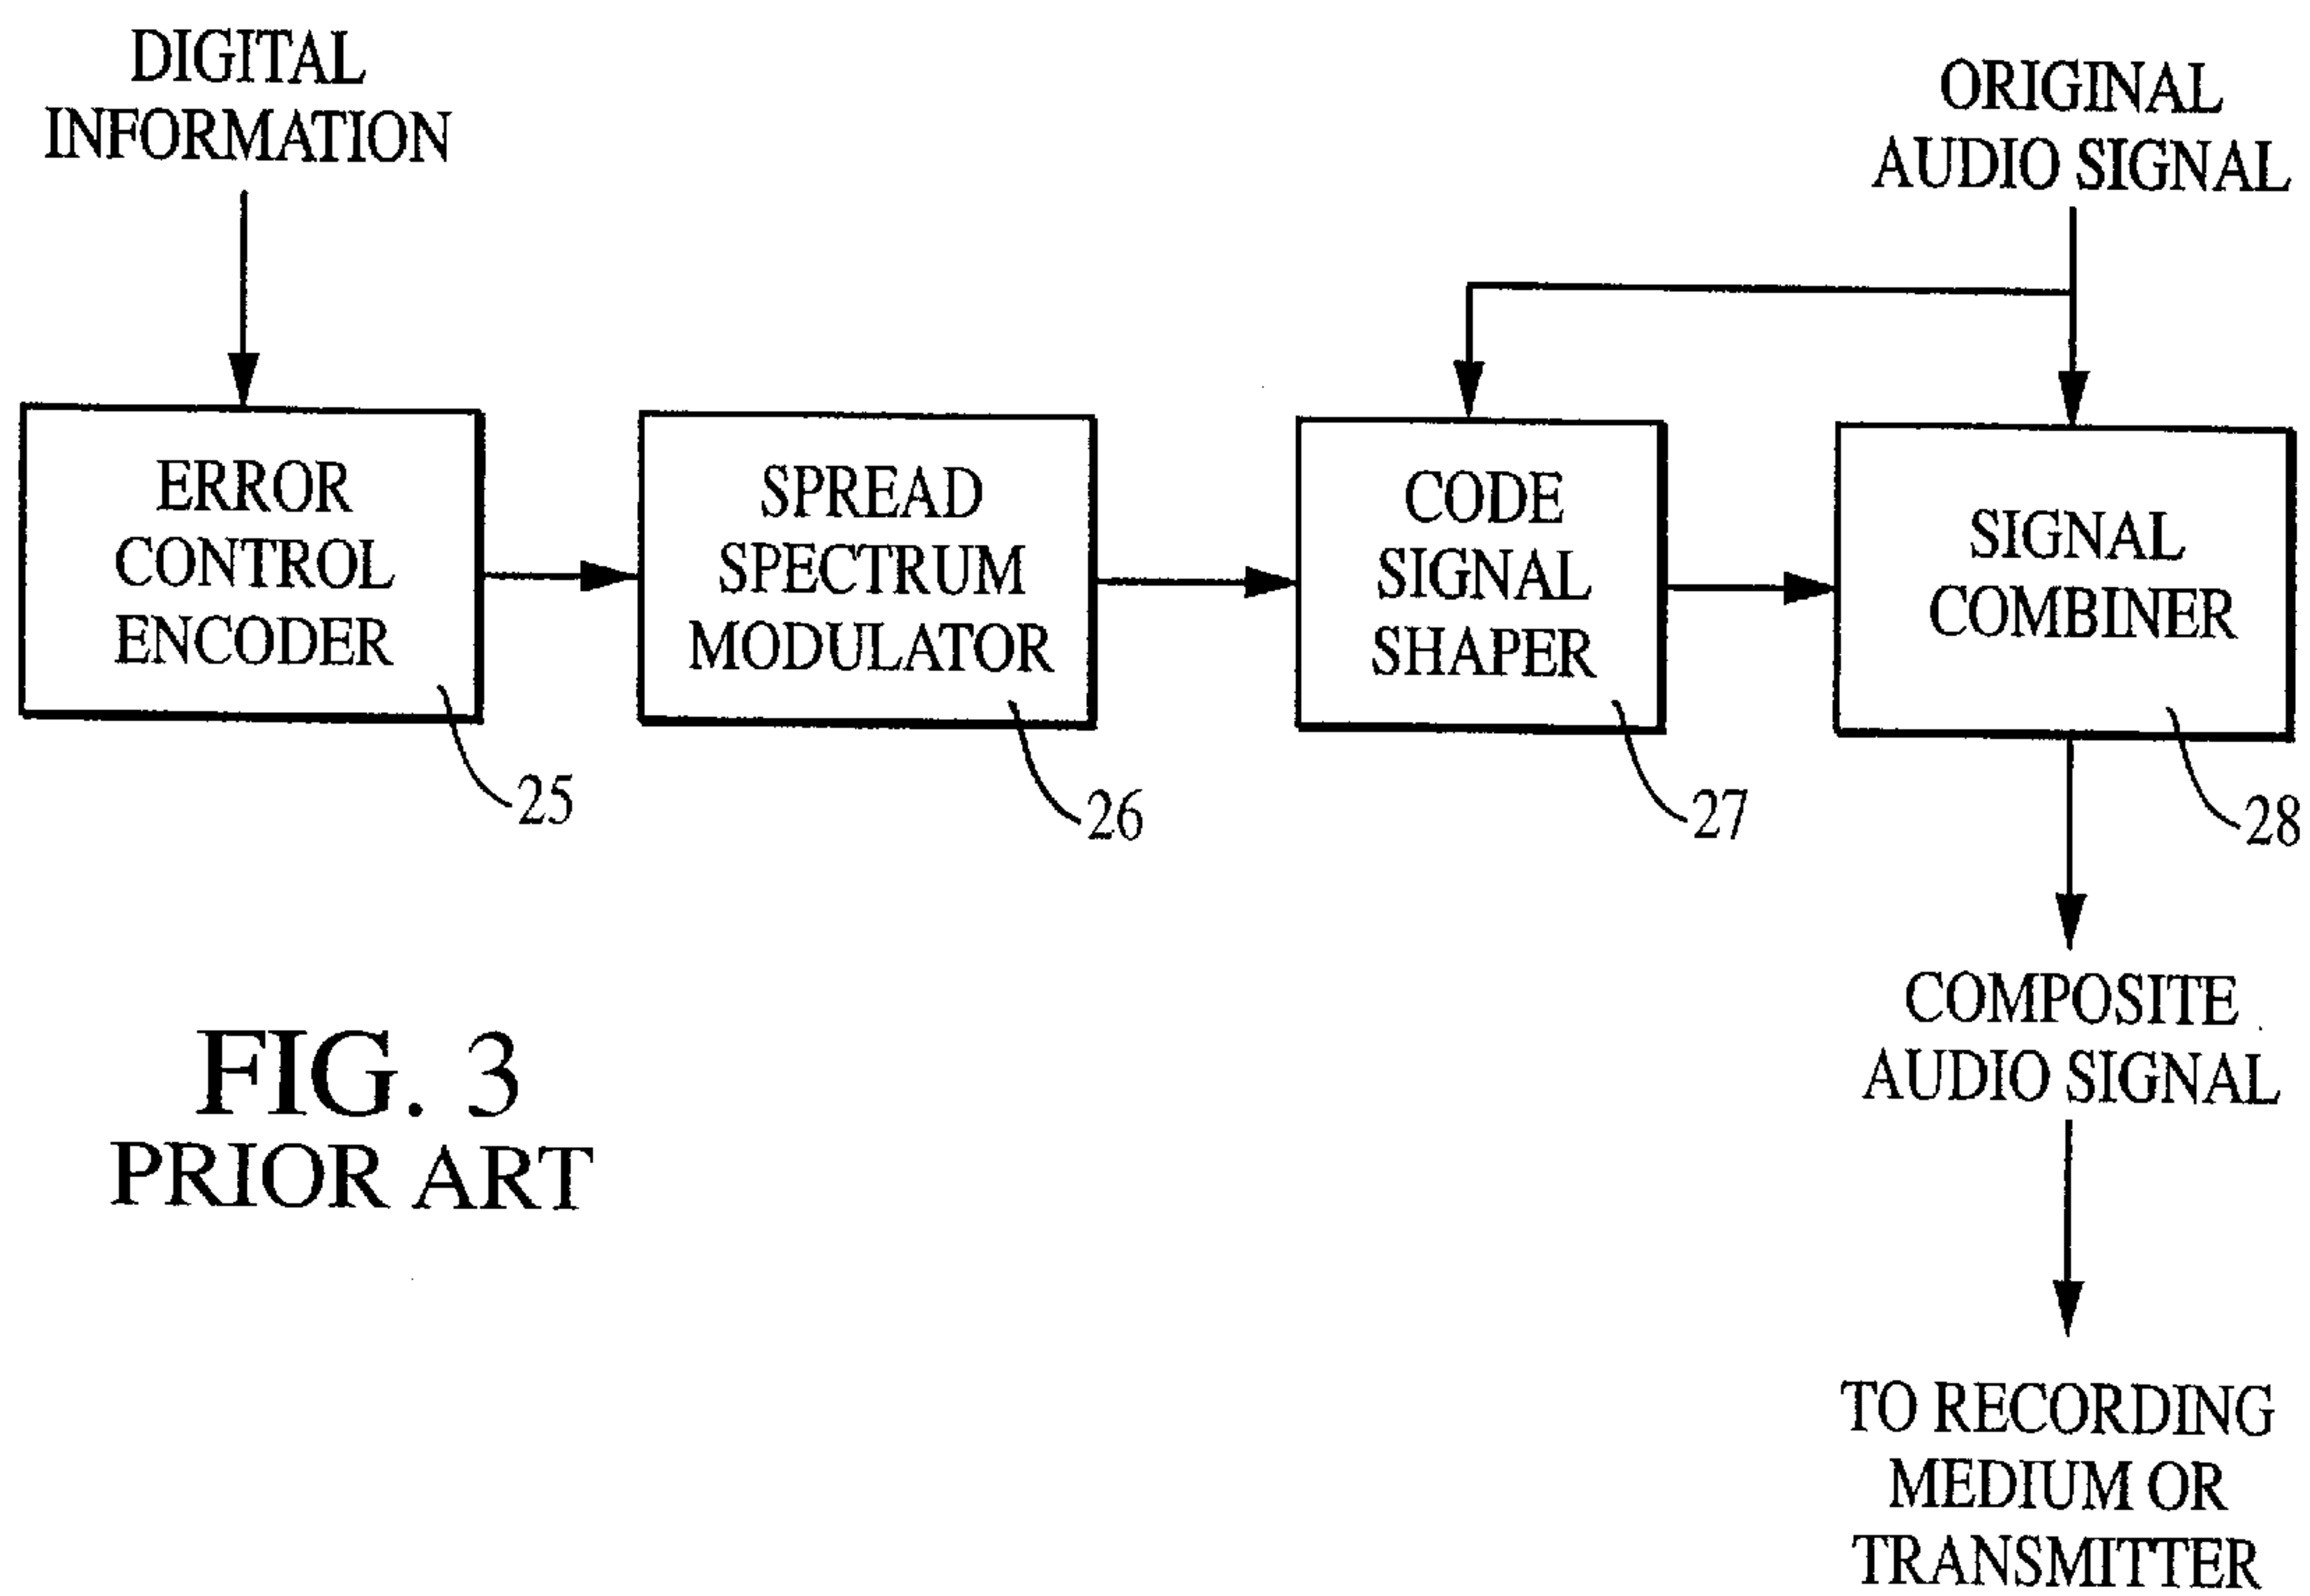 DIGITAL
INFORMATION
ORIGINAL
AUDIO SIGNAL
ERROR
CONTROL
ENCODER
25
SPREAD
SPECTRUM
MODULATOR
26
CODE
SIGNAL
SHAPER
27
SIGNAL
COMBINER
28
COMPOSITE
AUDIO SIGNAL
TO RECORDING
MEDIUM OR
TRANSMITTER
FIG. 3
PRIOR ART